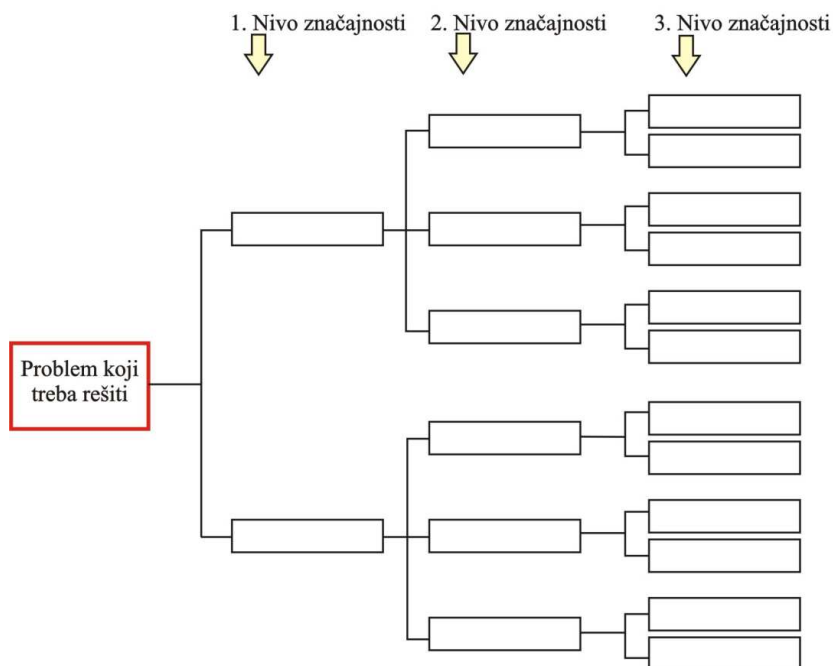 1. Nivo značajnosti 2. Nivo značajnosti 3. Nivo značajnosti
Problem koji
treba rešiti